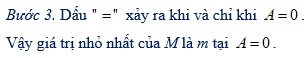 Bước 3. Dấu "=" xảy ra khi và chỉ khi A = 0.
Vậy giá trị nhỏ nhất của M là m tại A = 0.